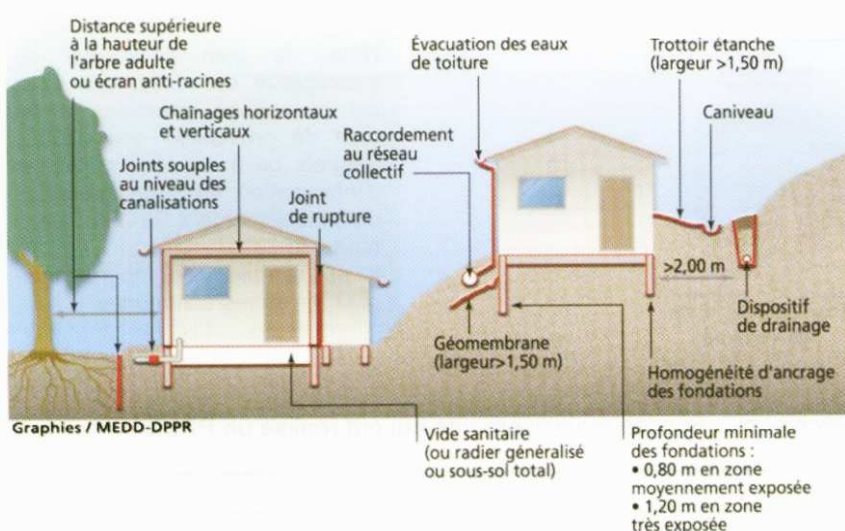 Distance supérieure
à la hauteur de
l'arbre adulte
ou écran anti-racines
Chaînages horizontaux
et verticaux
Joints souples
au niveau des
canalisations
Joint
de rupture
Raccordement
au réseau
collectif
Évacuation des eaux
de toiture
Trottoir étanche
(largeur >1,50 m)
Caniveau
>2,00 m
Géomembrane
(largeur>1,50 m)
Dispositif
de drainage
Homogénéité d'ancrage
des fondations
Graphies / MEDD-DPPR
Vide sanitaire
(ou radier généralisé
ou sous-sol total)
Profondeur minimale
des fondations :
• 0,80 m en zone
moyennement exposée
• 1,20 m en zone
très exposée